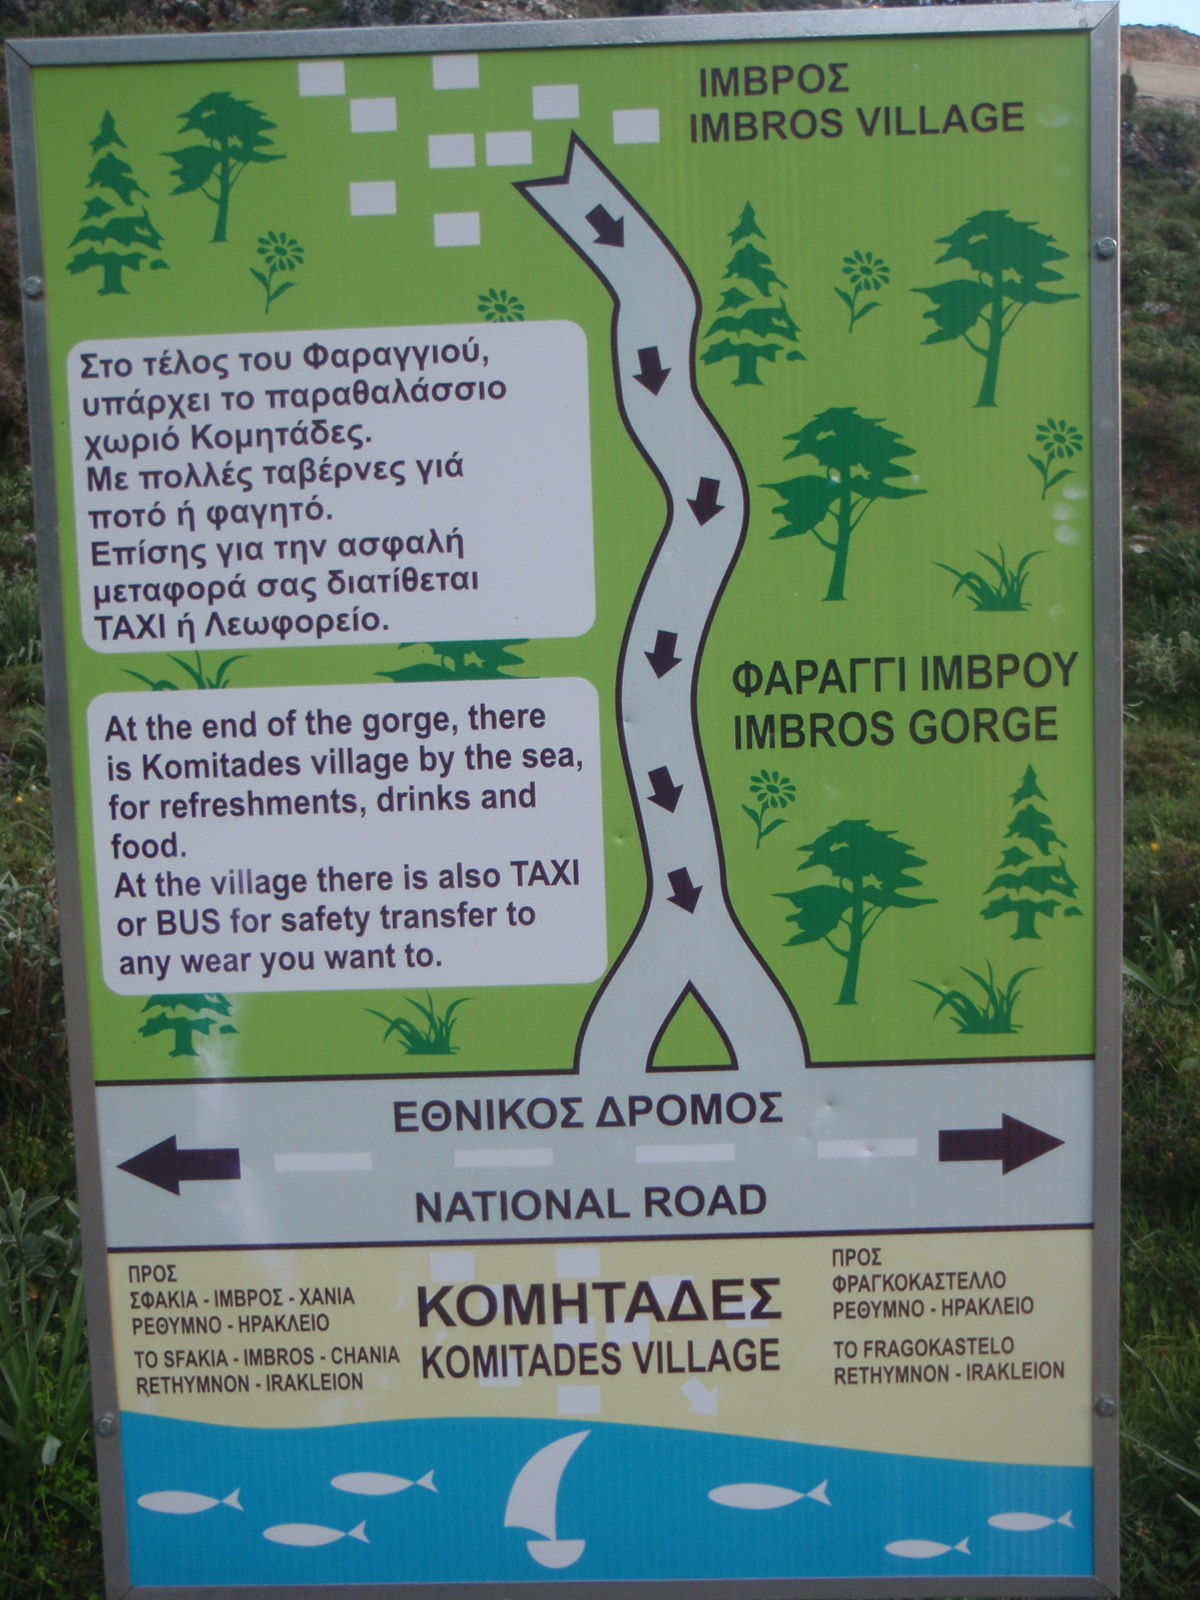 ΙΜΒΡΟΣ
IMBROS VILLAGE
Στο τέλος του Φαραγγιού,
υπάρχει το παραθαλάσσιο
χωριό Κομητάδες.
Με πολλές ταβέρνες γιά
ποτό ή φαγητό.
Επίσης για την ασφαλή
μεταφορά σας διατίθεται
TAXI ή Λεωφορείο.
ΦΑΡΑΓΓΙ ΙΜΒΡΟΥ
IMBROS GORGE
At the end of the gorge, there
is Komitades village by the sea,
for refreshments, drinks and
food.
At the village there is also TAXI
or BUS for safety transfer to
any wear you want to.
ΕΘΝΙΚΟΣ ΔΡΟΜΟΣ
NATIONAL ROAD
ΠΡΟΣ
ΣΦΑΚΙΑ - ΙΜΒΡΟΣ - ΧΑΝΙΑ
ΡΕΘΥΜΝΟ - ΗΡΑΚΛΕΙΟ
TO SFAKIA - IMBROS - CHANIA
RETHYMNON - IRAKLEION
ΚΟΜΗΤΑΔΕΣ
KOMITADES VILLAGE
ΠΡΟΣ
ΦΡΑΓΚΟΚΑΣΤΕΛΛΟ
ΡΕΘΥΜΝΟ - ΗΡΑΚΛΕΙΟ
TO FRAGOKASTELO
RETHYMNON - IRAKLEION